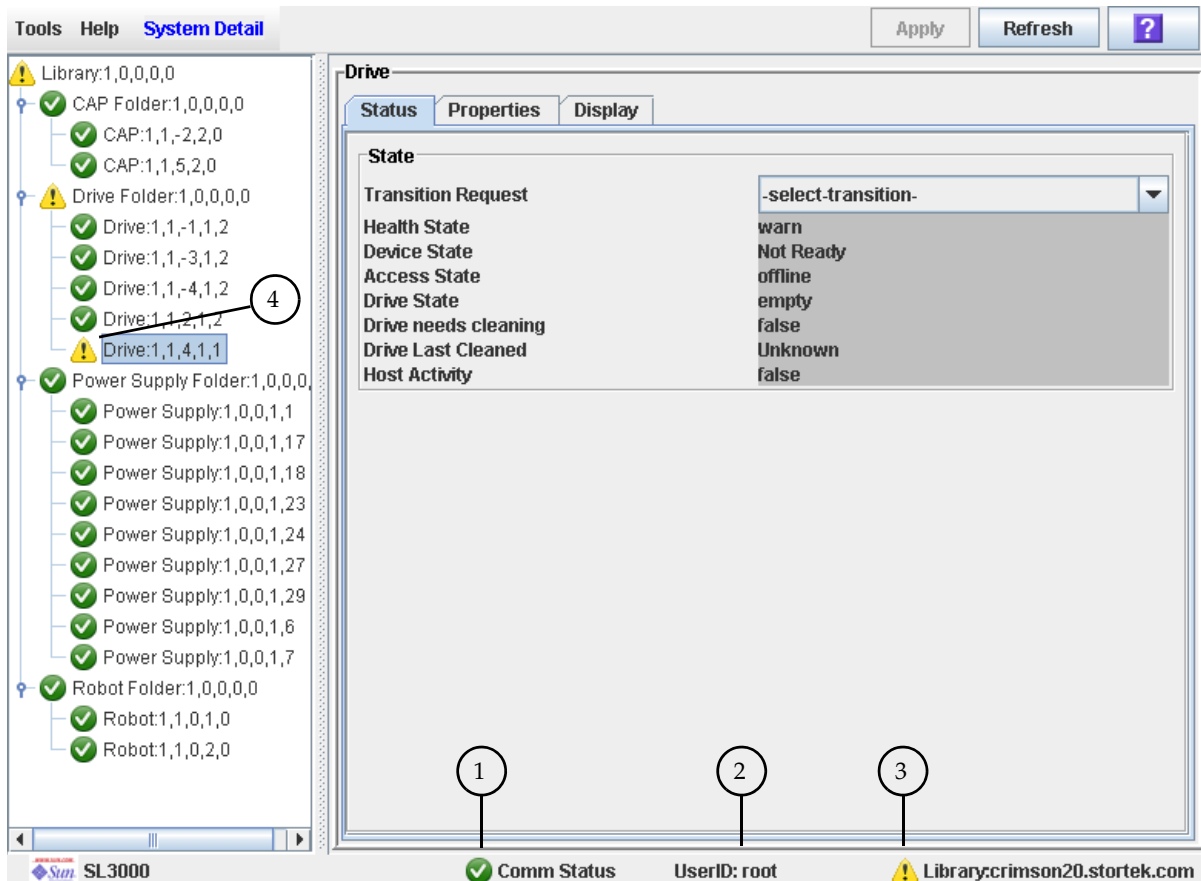 Tools Help System Detail
Apply Refresh ?
Library:1,0,0,0,0
CAP Folder:1,0,0,0,0
CAP:1,1,-2,2,0
CAP:1,1,5,2,0
Drive Folder:1,0,0,0,0
Drive:1,1,-1,1,2
Drive:1,1,-3,1,2
Drive:1,1,-4,1,2
Drive:1,1,2,1,2
Drive:1,1,4,1,1
4
Power Supply Folder:1,0,0,0,
Power Supply:1,0,0,1,1
Power Supply:1,0,0,1,17
Power Supply:1,0,0,1,18
Power Supply:1,0,0,1,23
Power Supply:1,0,0,1,24
Power Supply:1,0,0,1,27
Power Supply:1,0,0,1,29
Power Supply:1,0,0,1,6
Power Supply:1,0,0,1,7
Robot Folder:1,0,0,0,0
Robot:1,1,0,1,0
Robot:1,1,0,2,0
Drive
Status Properties Display
State
Transition Request -select-transition-
Health State warn
Device State Not Ready
Access State offline
Drive State empty
Drive needs cleaning false
Drive Last Cleaned Unknown
Host Activity false
1 2 3
Sun SL3000 Comm Status UserID: root Library:crimson20.stortek.com